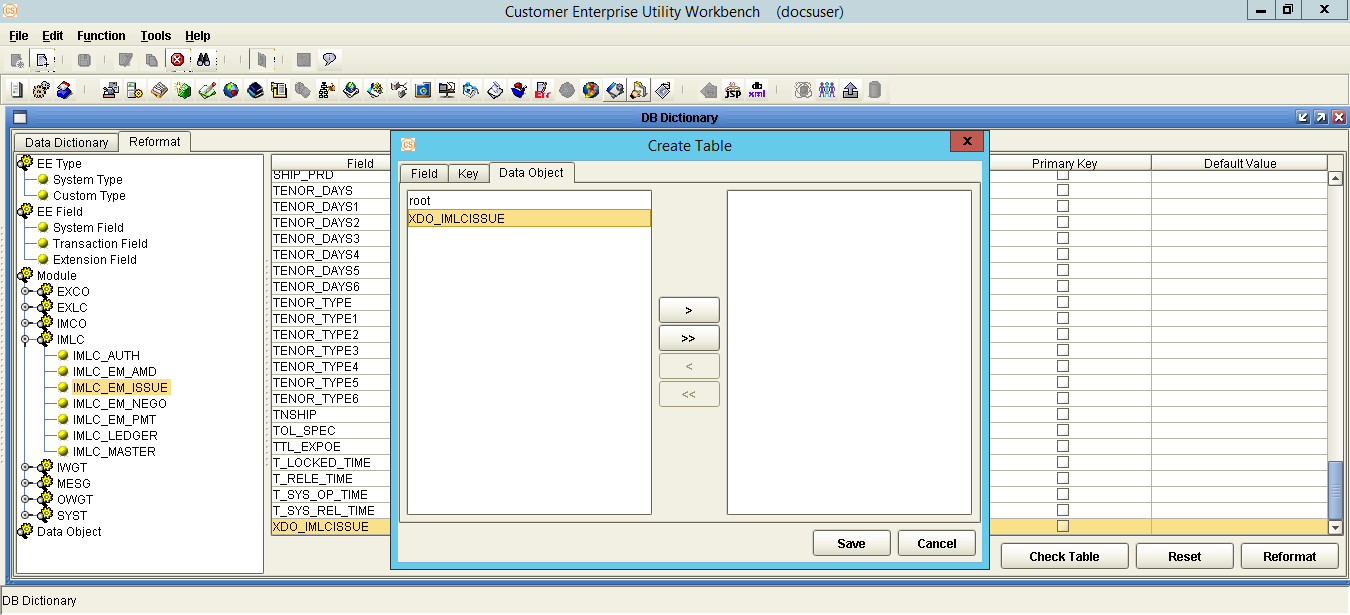 Customer Enterprise Utility Workbench (docsuser)
File Edit Function Tools Help
DB Dictionary
Data Dictionary Reformat
EE Type
System Type
Custom Type
EE Field
System Field
Transaction Field
Extension Field
Module
EXCO
EXLC
IMCO
IMLC
IMLC_AUTH
IMLC_EM_AMD
IMLC_EM_ISSUE
IMLC_EM_NEGO
IMLC_EM_PMT
IMLC_LEDGER
IMLC_MASTER
IWGT
MESG
OWGT
SYST
Data Object
Field Primary Key Default Value
SHIP_PRD
TENOR_DAYS
TENOR_DAYS1
TENOR_DAYS2
TENOR_DAYS3
TENOR_DAYS4
TENOR_DAYS5
TENOR_DAYS6
TENOR_TYPE
TENOR_TYPE1
TENOR_TYPE2
TENOR_TYPE3
TENOR_TYPE4
TENOR_TYPE5
TENOR_TYPE6
TNSHIP
TOL_SPEC
TTL_EXPOE
T_LOCKED_TIME
T_RELE_TIME
T_SYS_OP_TIME
T_SYS_REL_TIME
XDO_IMLCISSUE
Create Table
Field Key Data Object
root
XDO_IMLCISSUE
>
>>
<
<<
Save Cancel
Check Table Reset Reformat
DB Dictionary